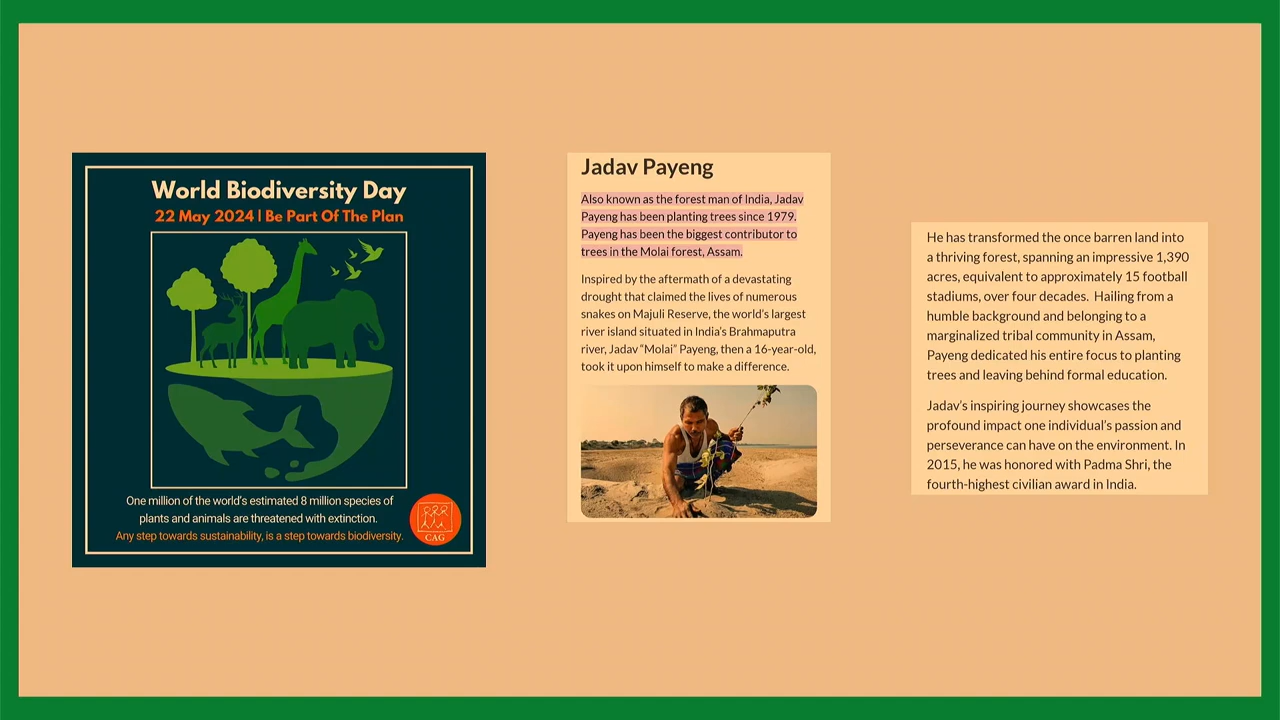 World Biodiversity Day
22 May 2024 | Be Part Of The Plan
One million of the world's estimated 8 million species of
plants and animals are threatened with extinction.
Any step towards sustainability, is a step towards biodiversity.
CAG
Jadav Payeng
Also known as the forest man of India, Jadav
Payeng has been planting trees since 1979.
Payeng has been the biggest contributor to
trees in the Molai forest, Assam.
Inspired by the aftermath of a devastating
drought that claimed the lives of numerous
snakes on Majuli Reserve, the world's largest
river island situated in India's Brahmaputra
river, Jadav "Molai" Payeng, then a 16-year-old,
took it upon himself to make a difference.
He has transformed the once barren land into
a thriving forest, spanning an impressive 1,390
acres, equivalent to approximately 15 football
stadiums, over four decades. Hailing from a
humble background and belonging to a
marginalized tribal community in Assam,
Payeng dedicated his entire focus to planting
trees and leaving behind formal education.
Jadav's inspiring journey showcases the
profound impact one individual's passion and
perseverance can have on the environment. In
2015, he was honored with Padma Shri, the
fourth-highest civilian award in India.